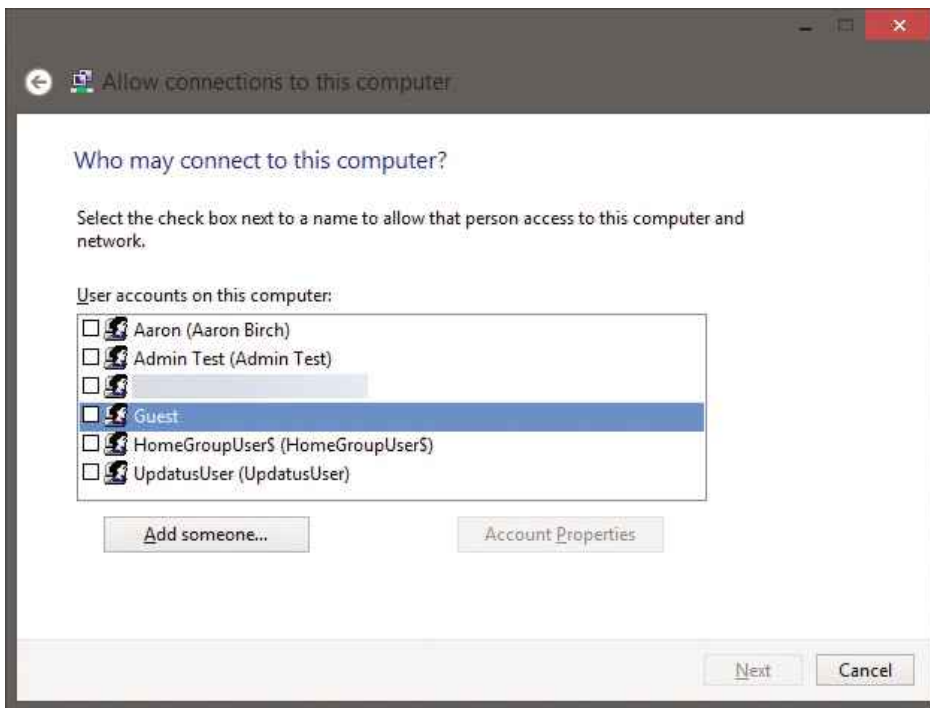 Allow connections to this computer
Who may connect to this computer?
Select the check box next to a name to allow that person access to this computer and
network.
User accounts on this computer:
Aaron (Aaron Birch)
Admin Test (Admin Test)
Guest
HomeGroupUser$ (HomeGroupUser$)
UpdatusUser (UpdatusUser)
Add someone... Account Properties
Next Cancel